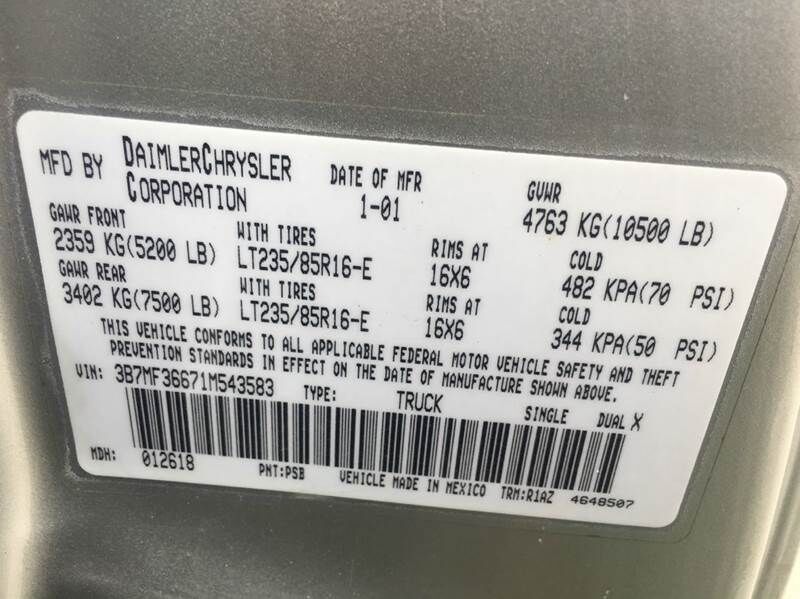 MFD BY DAIMLERCHRYSLER CORPORATION DATE OF MFR 1-01 GVWR 4763 KG(10500 LB)
GAWR FRONT WITH TIRES RIMS AT COLD
2359 KG(5200 LB) LT235/85R16-E 16X6 482 KPA(70 PSI)
GAWR REAR WITH TIRES RIMS AT COLD
3402 KG(7500 LB) LT235/85R16-E 16X6 344 KPA(50 PSI)
THIS VEHICLE CONFORMS TO ALL APPLICABLE FEDERAL MOTOR VEHICLE SAFETY AND THEFT
PREVENTION STANDARDS IN EFFECT ON THE DATE OF MANUFACTURE SHOWN ABOVE.
VIN: 3B7MF36671M543583 TYPE: TRUCK SINGLE DUAL X
MDH: 012618 PNT:PSB VEHICLE MADE IN MEXICO TRM:R1AZ 4648507